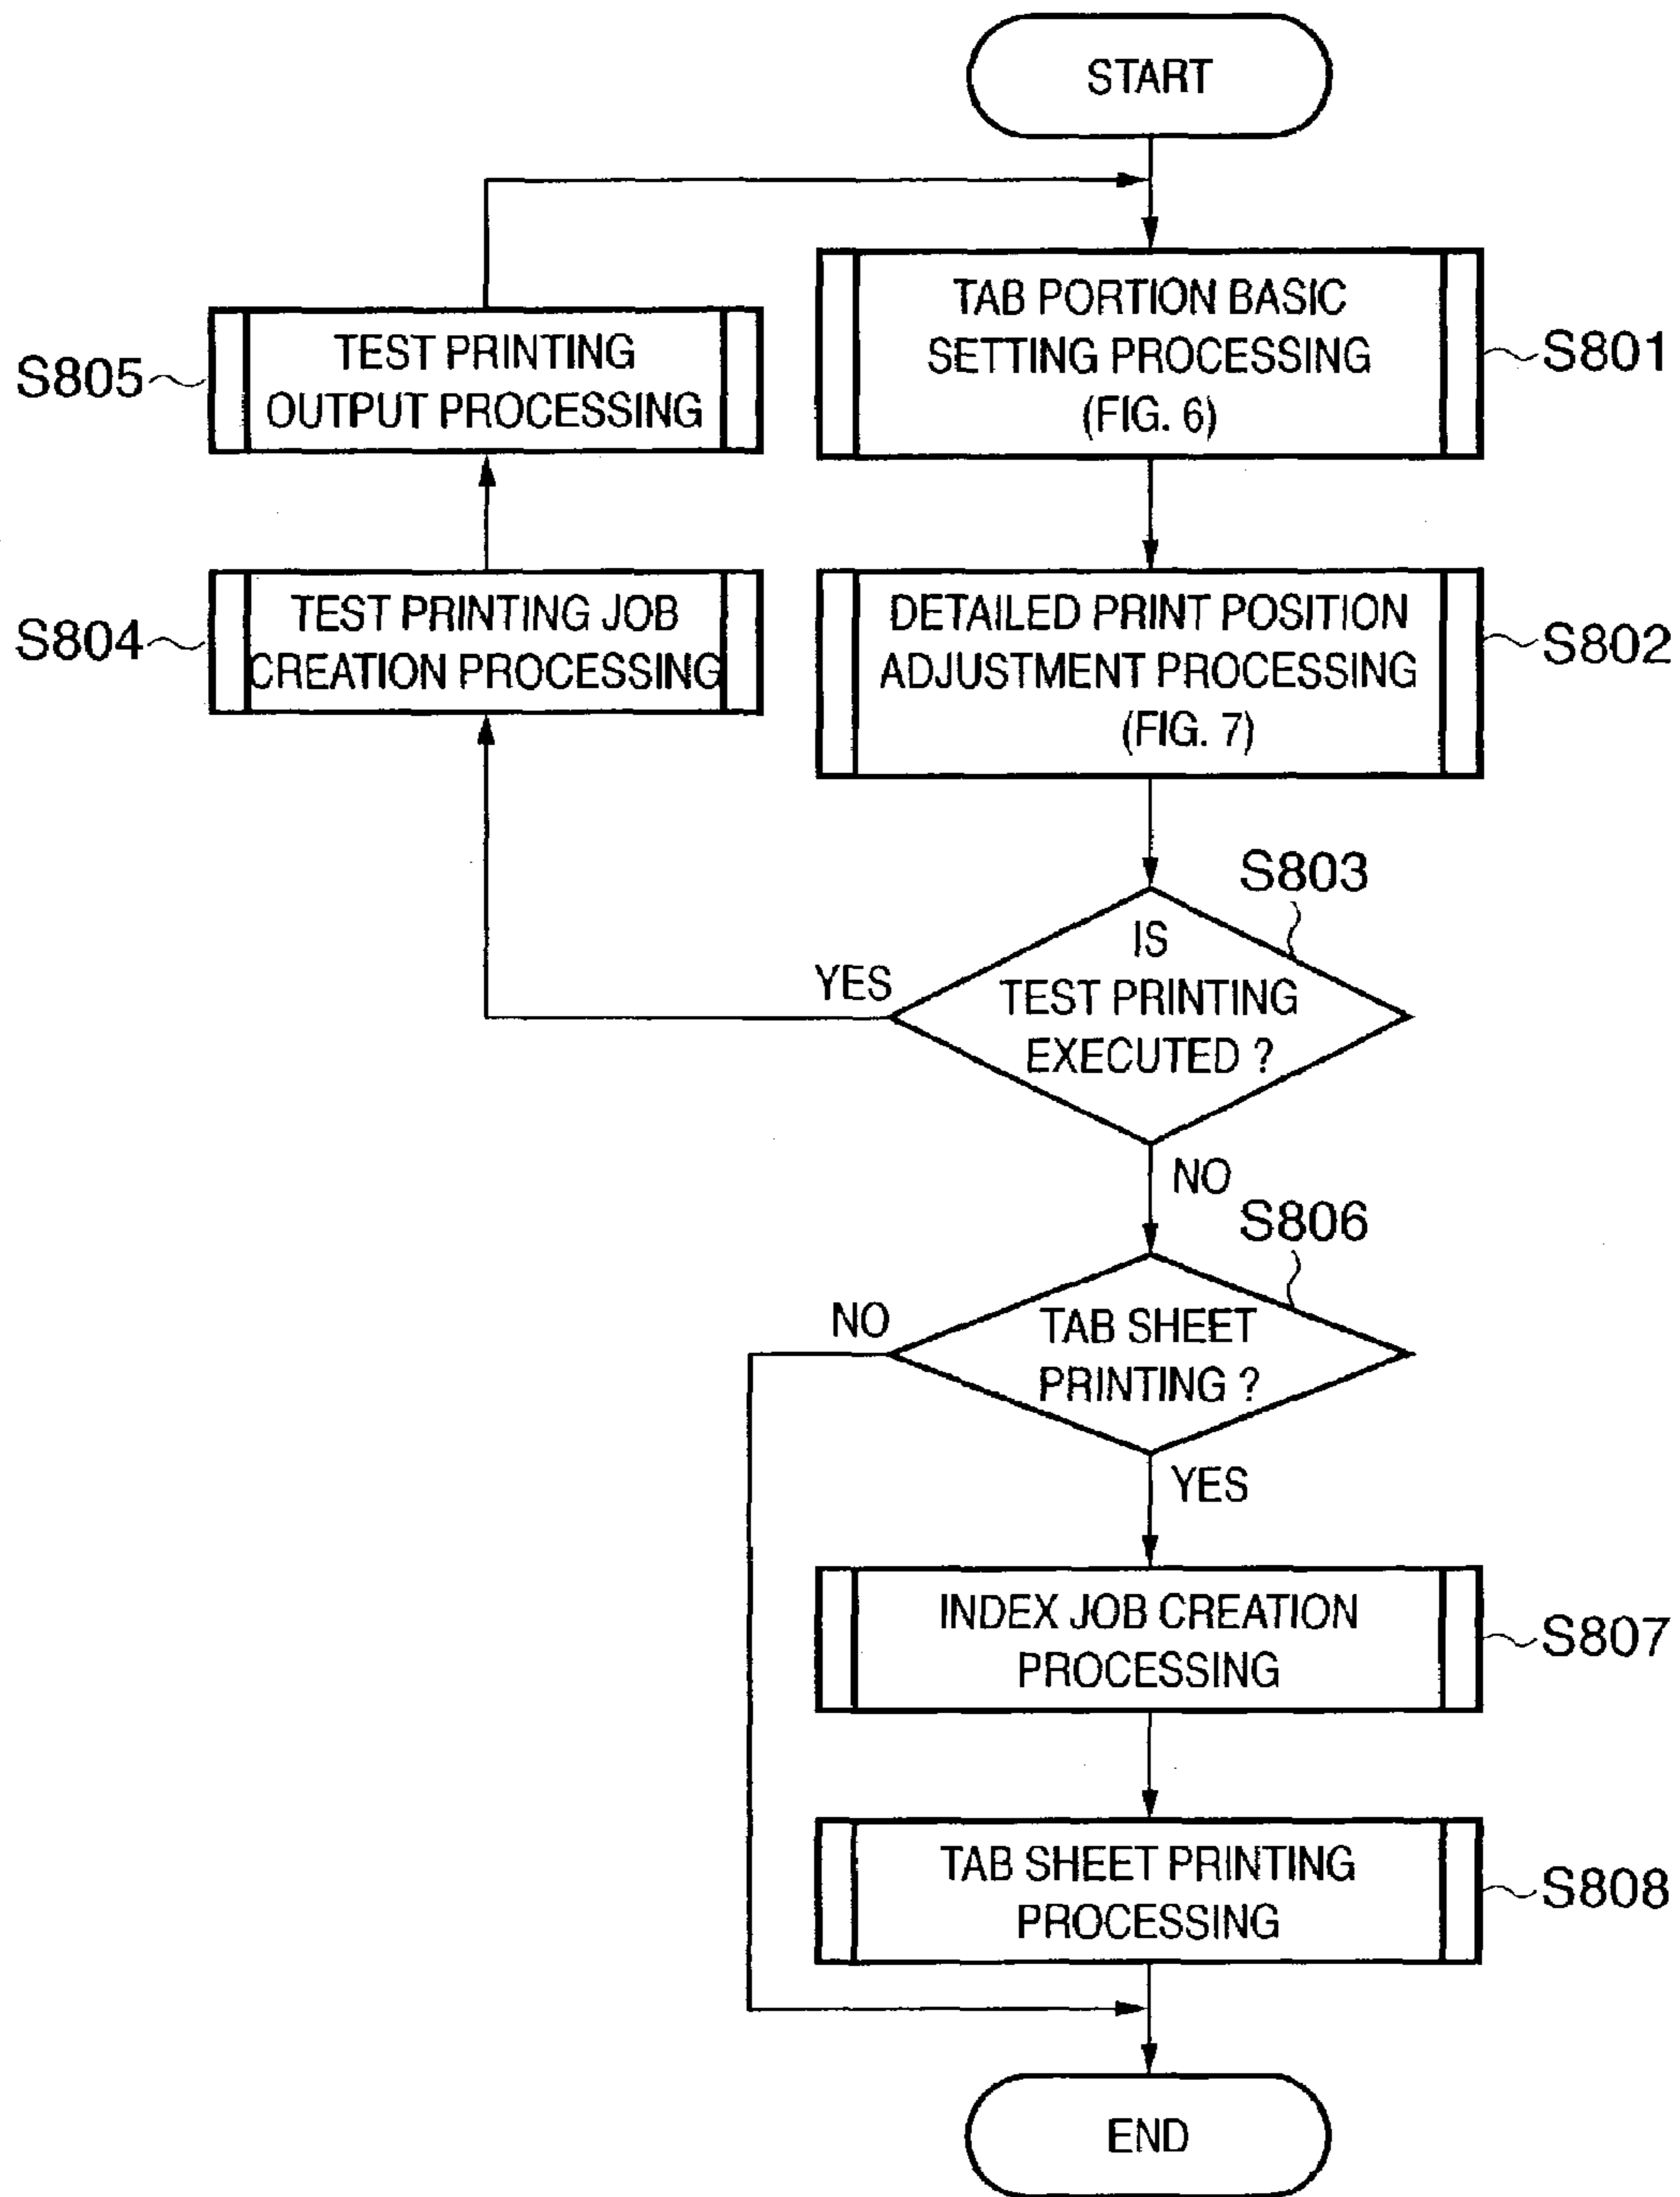 START
TAB PORTION BASIC
SETTING PROCESSING
(FIG. 6)
S801
TEST PRINTING
OUTPUT PROCESSING
S805
DETAILED PRINT POSITION
ADJUSTMENT PROCESSING
(FIG. 7)
S802
TEST PRINTING JOB
CREATION PROCESSING
S804
S803
IS
TEST PRINTING
EXECUTED ?
YES
NO
S806
TAB SHEET
PRINTING ?
NO
YES
INDEX JOB CREATION
PROCESSING
S807
TAB SHEET PRINTING
PROCESSING
S808
END